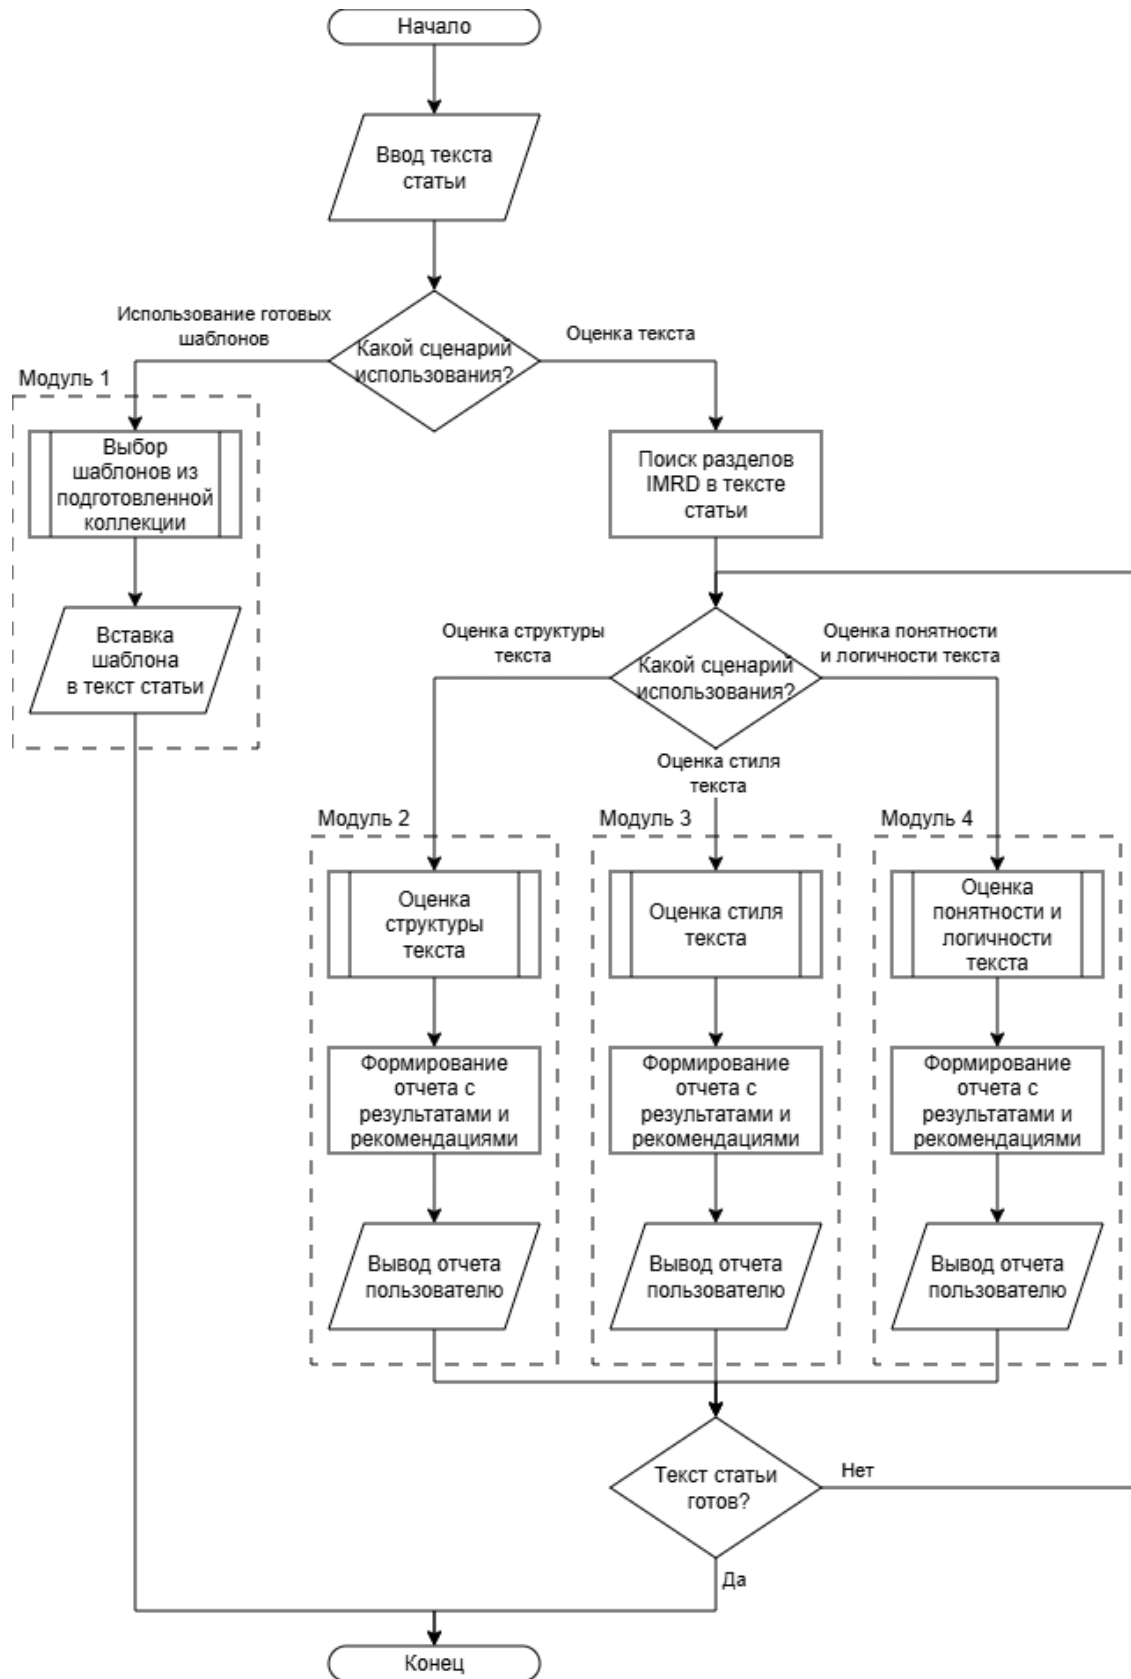 Начало
Ввод текста
статьи
Использование готовых
шаблонов
Какой сценарий
использования?
Оценка текста
Модуль 1
Выбор
шаблонов из
подготовленной
коллекции
Вставка
шаблона
в текст статьи
Поиск разделов
IMRD в тексте
статьи
Оценка структуры
текста
Какой сценарий
использования?
Оценка понятности
и логичности текста
Оценка стиля
текста
Модуль 2
Оценка
структуры
текста
Формирование
отчета с
результатами и
рекомендациями
Вывод отчета
пользователю
Модуль 3
Оценка стиля
текста
Формирование
отчета с
результатами и
рекомендациями
Вывод отчета
пользователю
Модуль 4
Оценка
понятности и
логичности
текста
Формирование
отчета с
результатами и
рекомендациями
Вывод отчета
пользователю
Текст статьи
готов?
Нет
Да
Конец